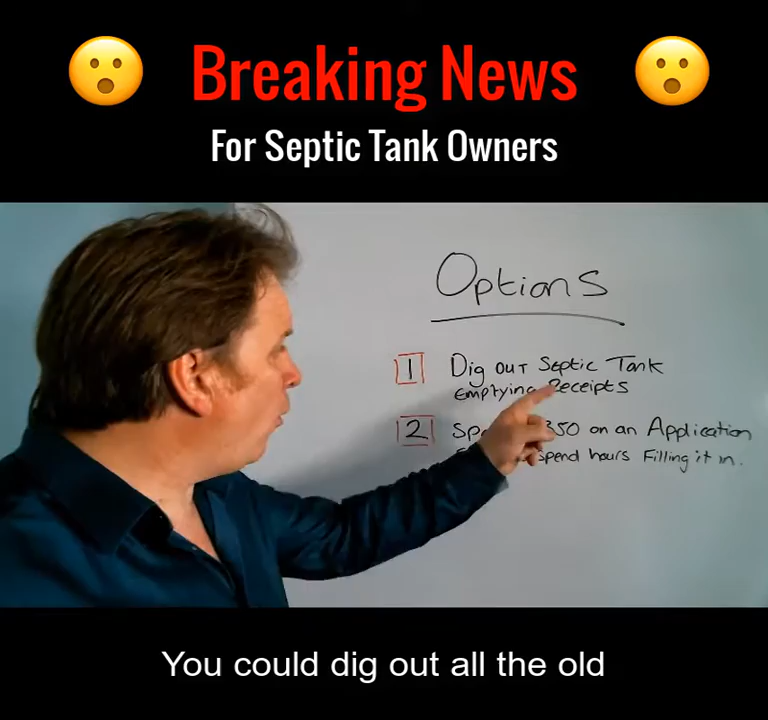 Breaking News
For Septic Tank Owners
Options
1 Dig out Septic Tank
Emptying Receipts
2 350 on an Application
spend hours Filling it in.
You could dig out all the old